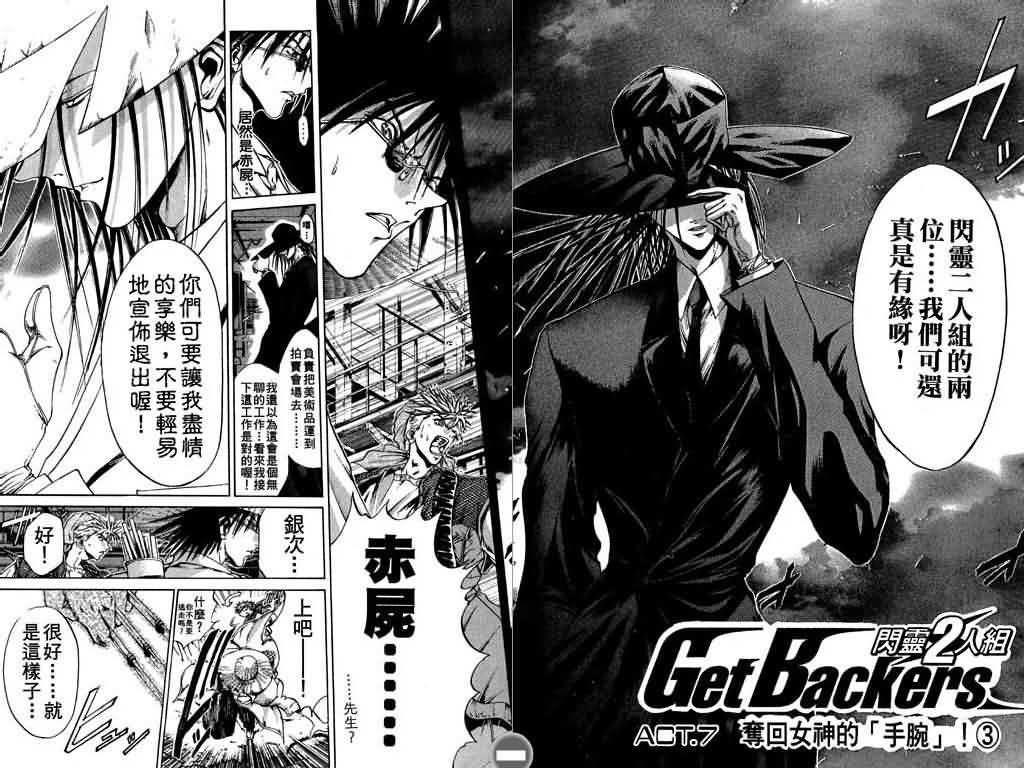 閃靈二人組的兩
位……我們可還
真是有緣呀！
閃靈2人組
GetBackers
ACT.7 奪回女神的「手腕」！③
赤屍………
……先生？
居然是赤屍…
嘻…
負責把美術品運到
拍賣會場去………
我還以為這會是個無
聊的工作…看來我接
下這工作是對的喔！
你們可要讓我盡情
的享樂，不要輕易
地宣佈退出喔！
銀次…
好！
上吧——！
什麼？
你不是要
逃走嗎？
很好……就
是這樣子…
ビュッ